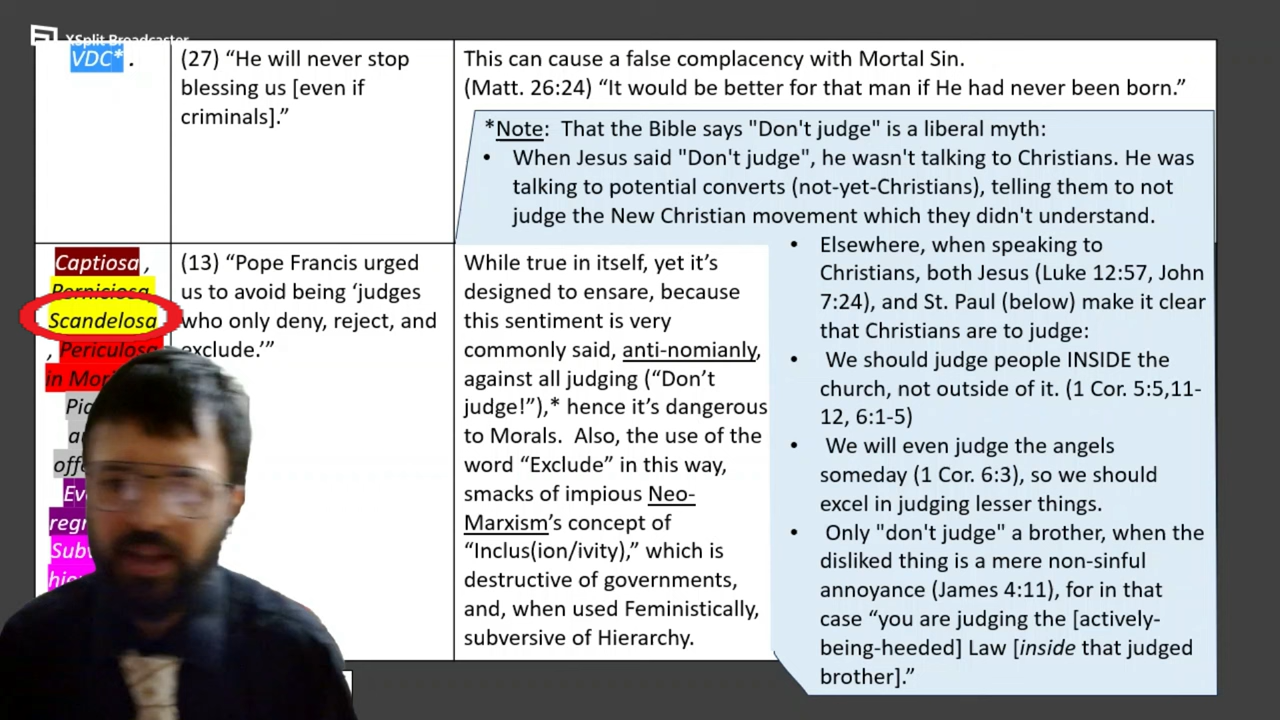 XSplit Broadcaster
VDC* .
(27) “He will never stop
blessing us [even if
criminals].”
This can cause a false complacency with Mortal Sin.
(Matt. 26:24) “It would be better for that man if He had never been born.”
*Note:  That the Bible says "Don't judge" is a liberal myth:
• When Jesus said "Don't judge", he wasn't talking to Christians. He was
talking to potential converts (not-yet-Christians), telling them to not
judge the New Christian movement which they didn't understand.
• Elsewhere, when speaking to
Christians, both Jesus (Luke 12:57, John
7:24), and St. Paul (below) make it clear
that Christians are to judge:
• We should judge people INSIDE the
church, not outside of it. (1 Cor. 5:5,11-
12, 6:1-5)
• We will even judge the angels
someday (1 Cor. 6:3), so we should
excel in judging lesser things.
• Only "don't judge" a brother, when the
disliked thing is a mere non-sinful
annoyance (James 4:11), for in that
case “you are judging the [actively-
being-heeded] Law [inside that judged
brother].”
Captiosa ,
Perniciosa
Scandelosa
, Periculosa
in
(13) “Pope Francis urged
us to avoid being ‘judges
who only deny, reject, and
exclude.’”
While true in itself, yet it’s
designed to ensare, because
this sentiment is very
commonly said, anti-nomianly,
against all judging (“Don’t
judge!”),* hence it’s dangerous
to Morals.  Also, the use of the
word “Exclude” in this way,
smacks of impious Neo-
Marxism’s concept of
“Inclus(ion/ivity),” which is
destructive of governments,
and, when used Feministically,
subversive of Hierarchy.